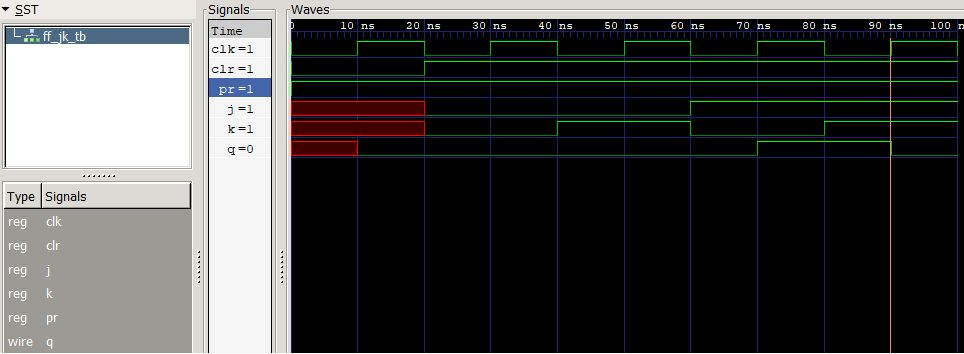 SST
ff_jk_tb
Type Signals
reg clk
reg clr
reg j
reg k
reg pr
wire q
Signals
Time
clk=1
clr=1
pr=1
j=1
k=1
q=0
Waves
10 ns 20 ns 30 ns 40 ns 50 ns 60 ns 70 ns 80 ns 90 ns 100